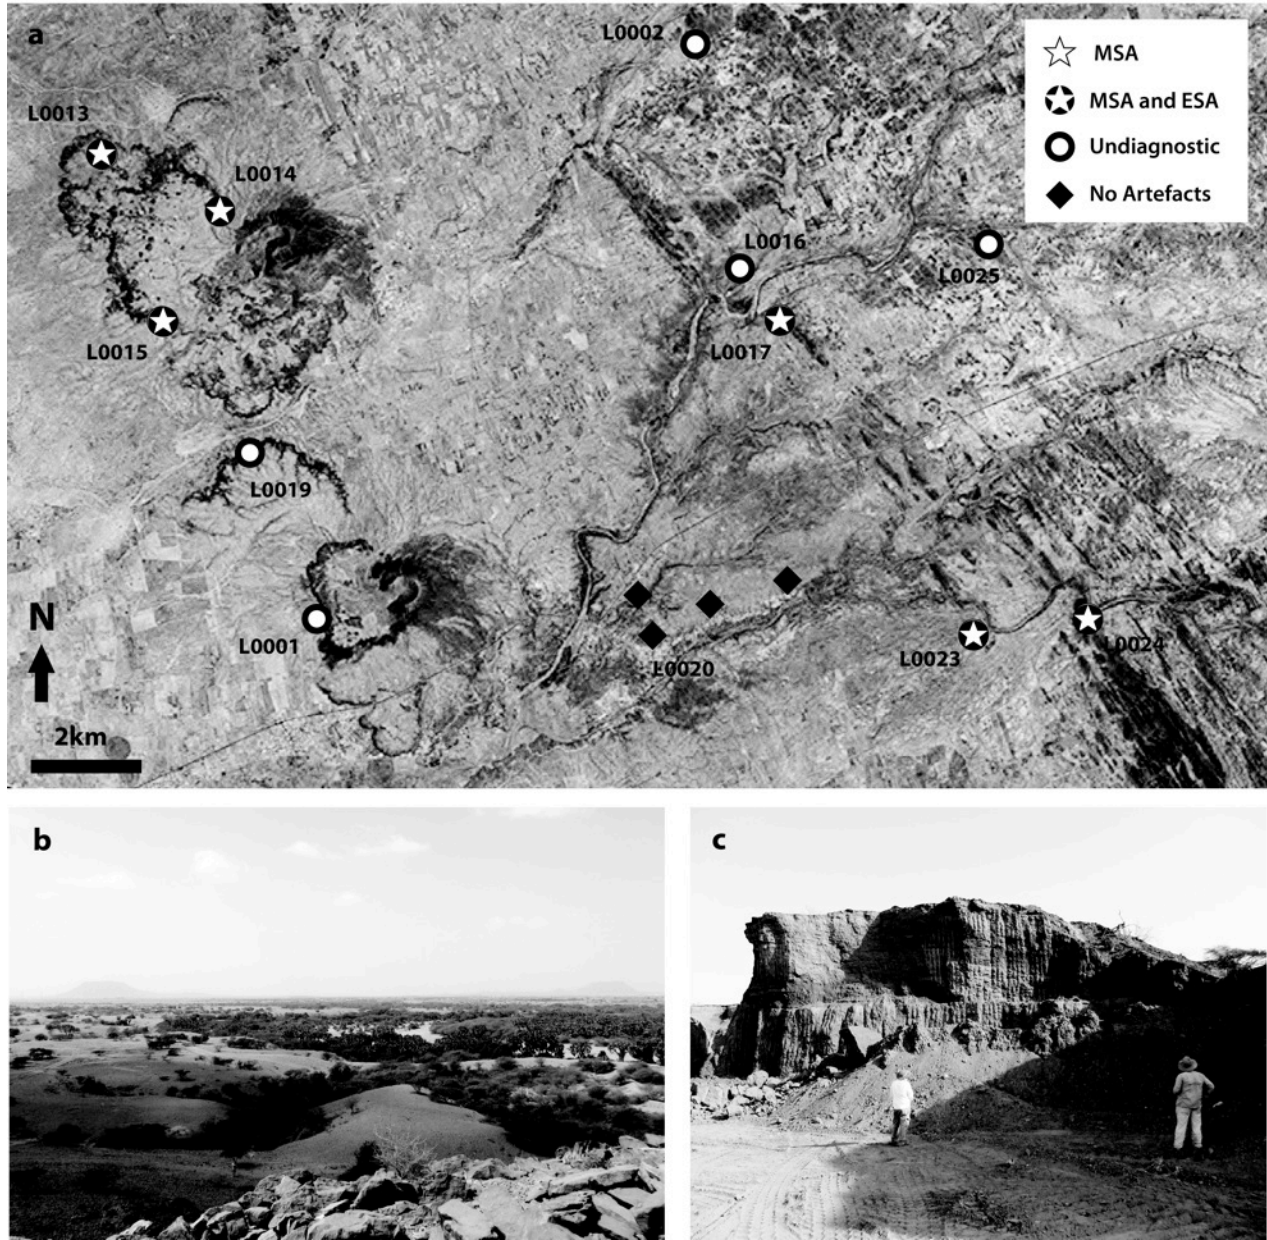 a
L0002
MSA
MSA and ESA
Undiagnostic
No Artefacts
L0013
L0014
L0016
L0025
L0015
L0017
L0019
L0001
L0020
L0023
L0024
N
2km
b
c